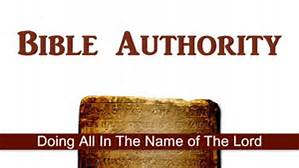 BIBLE AUTHORITY
Doing All In The Name of The Lord